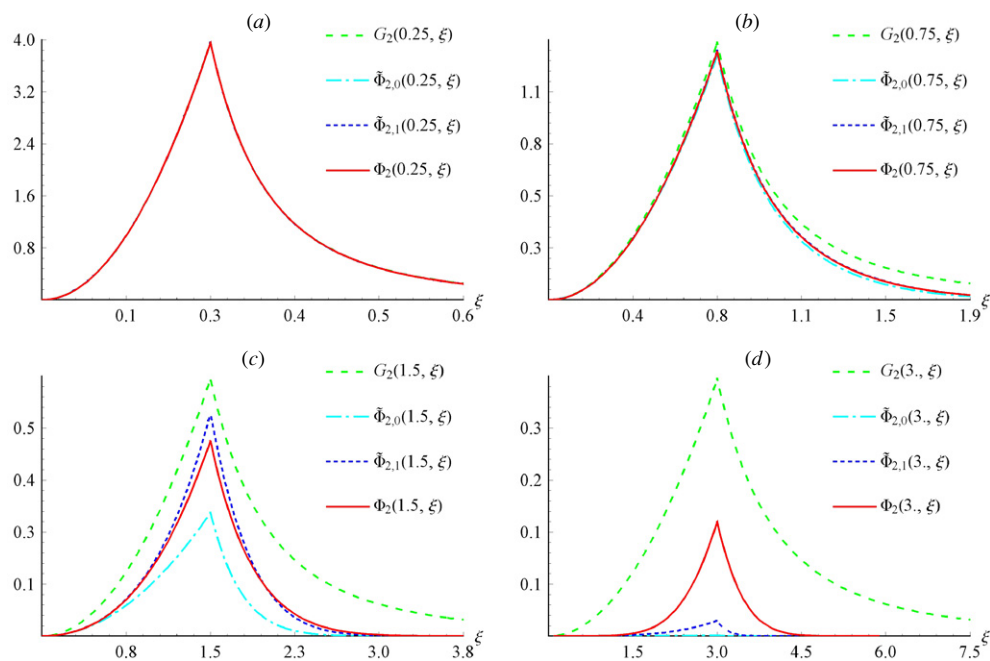 (a)
4.0
3.2
2.4
1.6
0.8
0.1
0.3
0.4
0.5
0.6
ξ
G₂(0.25, ξ)
Φ̃₂,₀(0.25, ξ)
Φ̃₂,₁(0.25, ξ)
Φ₂(0.25, ξ)
(b)
1.1
0.8
0.5
0.3
0.4
0.8
1.1
1.5
1.9
ξ
G₂(0.75, ξ)
Φ̃₂,₀(0.75, ξ)
Φ̃₂,₁(0.75, ξ)
Φ₂(0.75, ξ)
(c)
0.5
0.4
0.3
0.1
0.8
1.5
2.3
3.0
3.8
ξ
G₂(1.5, ξ)
Φ̃₂,₀(1.5, ξ)
Φ̃₂,₁(1.5, ξ)
Φ₂(1.5, ξ)
(d)
0.3
0.2
0.1
0.1
1.5
3.0
4.5
6.0
7.5
ξ
G₂(3., ξ)
Φ̃₂,₀(3., ξ)
Φ̃₂,₁(3., ξ)
Φ₂(3., ξ)